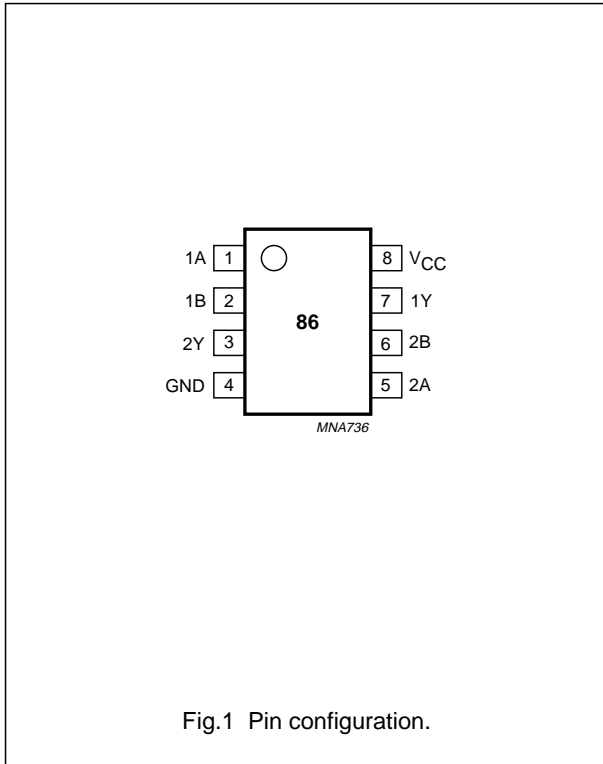 1A 1 8 VCC
1B 2 7 1Y
86
2Y 3 6 2B
GND 4 5 2A
MNA736
Fig.1 Pin configuration.